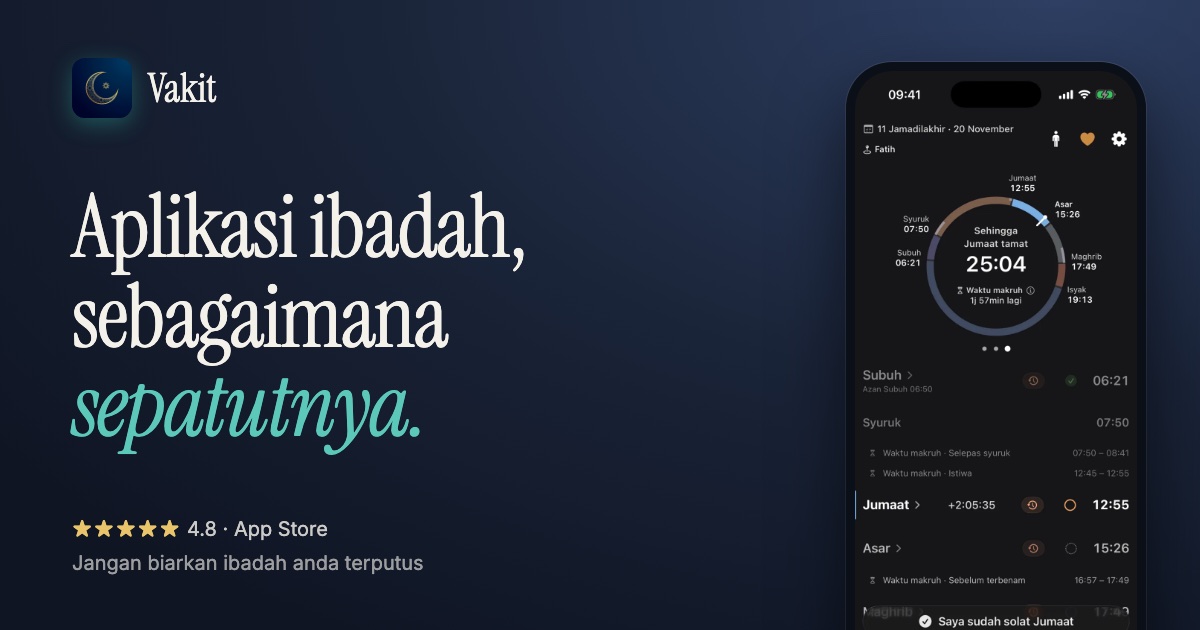 Vakit
Aplikasi ibadah,
sebagaimana
sepatutnya.
4.8 · App Store
Jangan biarkan ibadah anda terputus
09:41
11 Jamadilakhir · 20 November
Fatih
Jumaat
12:55
Asar
15:26
Syuruk
07:50
Subuh
06:21
Maghrib
17:49
Isyak
19:13
Sehingga
Jumaat tamat
25:04
Waktu makruh
1j 57min lagi
Subuh 06:21
Azan Subuh 06:50
Syuruk 07:50
Waktu makruh · Selepas syuruk 07:50 – 08:41
Waktu makruh · Istiwa 12:45 – 12:55
Jumaat +2:05:35 12:55
Asar 15:26
Waktu makruh · Sebelum terbenam 16:57 – 17:49
Maghrib 17:49
Saya sudah solat Jumaat